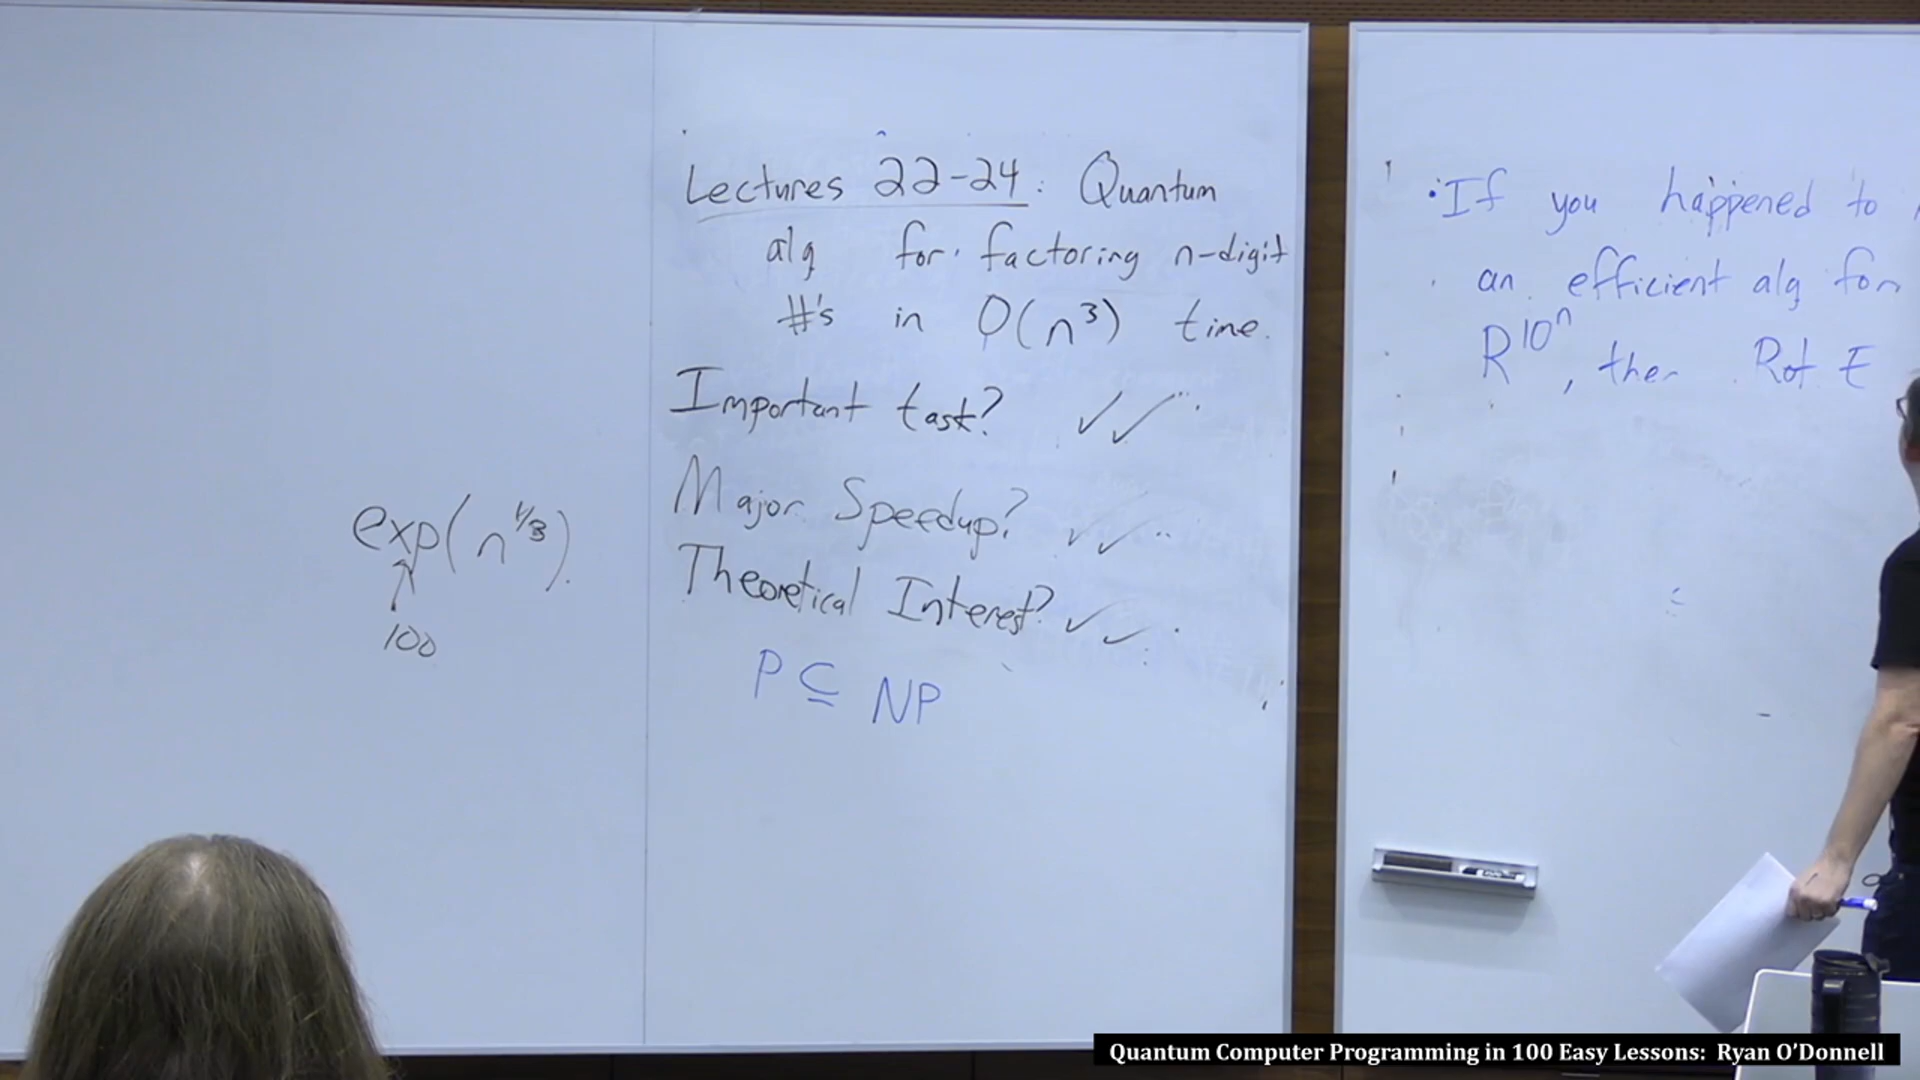 exp(n^1/3)
100
Lectures 22-24: Quantum
alg for factoring n-digit
#'s in O(n³) time.
Important task? ✓✓
Major Speedup? ✓✓
Theoretical Interest? ✓✓
P ⊆ NP
•If you happened to
an efficient alg for
R^10^n, then Rot
Quantum Computer Programming in 100 Easy Lessons: Ryan O'Donnell